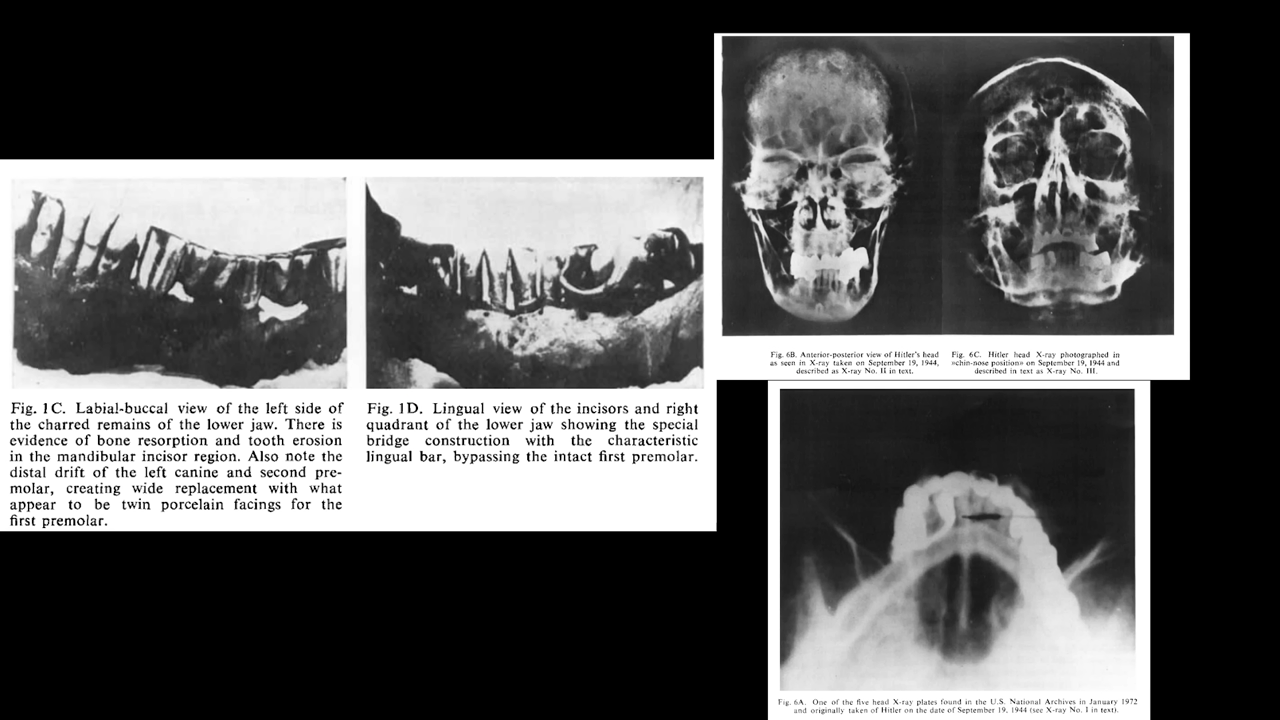 Fig. 1C. Labial-buccal view of the left side of
the charred remains of the lower jaw. There is
evidence of bone resorption and tooth erosion
in the mandibular incisor region. Also note the
distal drift of the left canine and second pre-
molar, creating wide replacement with what
appear to be twin porcelain facings for the
first premolar.
Fig. 1D. Lingual view of the incisors and right
quadrant of the lower jaw showing the special
bridge construction with the characteristic
lingual bar, bypassing the intact first premolar.
Fig. 6B. Anterior-posterior view of Hitler's head
as seen in X-ray taken on September 19, 1944,
described as X-ray No. II in text.
Fig. 6C. Hitler head X-ray photographed in
»chin-nose position» on September 19, 1944 and
described in text as X-ray No. III.
Fig. 6A. One of the five head X-ray plates found in the U.S. National Archives in January 1972
and originally taken of Hitler on the date of September 19, 1944 (see X-ray No. I in text).